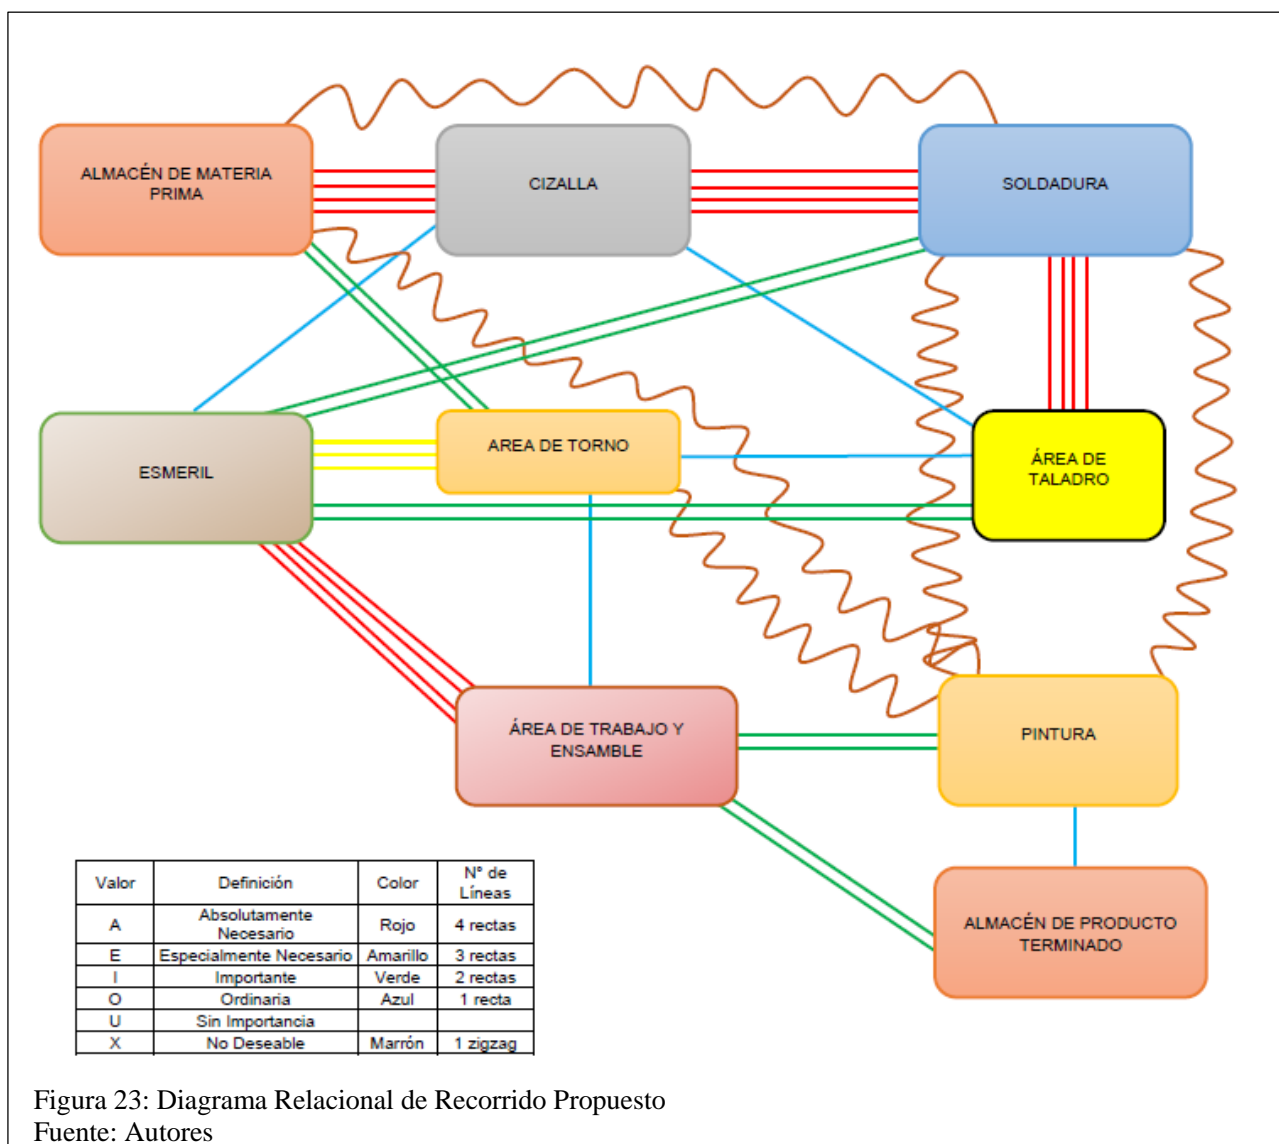 ALMACÉN DE MATERIA
PRIMA
CIZALLA
SOLDADURA
ESMERIL
AREA DE TORNO
ÁREA DE
TALADRO
ÁREA DE TRABAJO Y
ENSAMBLE
PINTURA
ALMACÉN DE PRODUCTO
TERMINADO
Valor Definición Color N° de Líneas
A Absolutamente Necesario Rojo 4 rectas
E Especialmente Necesario Amarillo 3 rectas
I Importante Verde 2 rectas
O Ordinaria Azul 1 recta
U Sin Importancia
X No Deseable Marrón 1 zigzag
Figura 23: Diagrama Relacional de Recorrido Propuesto
Fuente: Autores